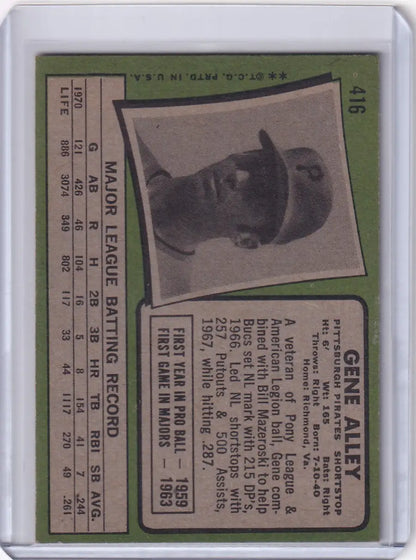 416
**©T.C.G. PRTD. IN U.S.A.
P
GENE ALLEY
PITTSBURGH PIRATES SHORTSTOP
Ht: 6' Wt: 165 Bats: Right
Throws: Right Born: 7-10-40
Home: Richmond, Va.
A veteran of Pony League &
American Legion ball, Gene com-
bined with Bill Mazeroski to help
Bucs set NL mark with 215 DP's,
1966. Led NL shortstops with
257 Putouts & 500 Assists,
1967, while hitting .287.
FIRST YEAR IN PRO BALL — 1959
FIRST GAME IN MAJORS — 1963
MAJOR LEAGUE BATTING RECORD
G AB R H 2B 3B HR TB RBI SB AVG.
1970 121 426 46 104 16 5 8 154 41 7 .244
LIFE 886 3074 349 802 117 33 44 1117 270 49 .261